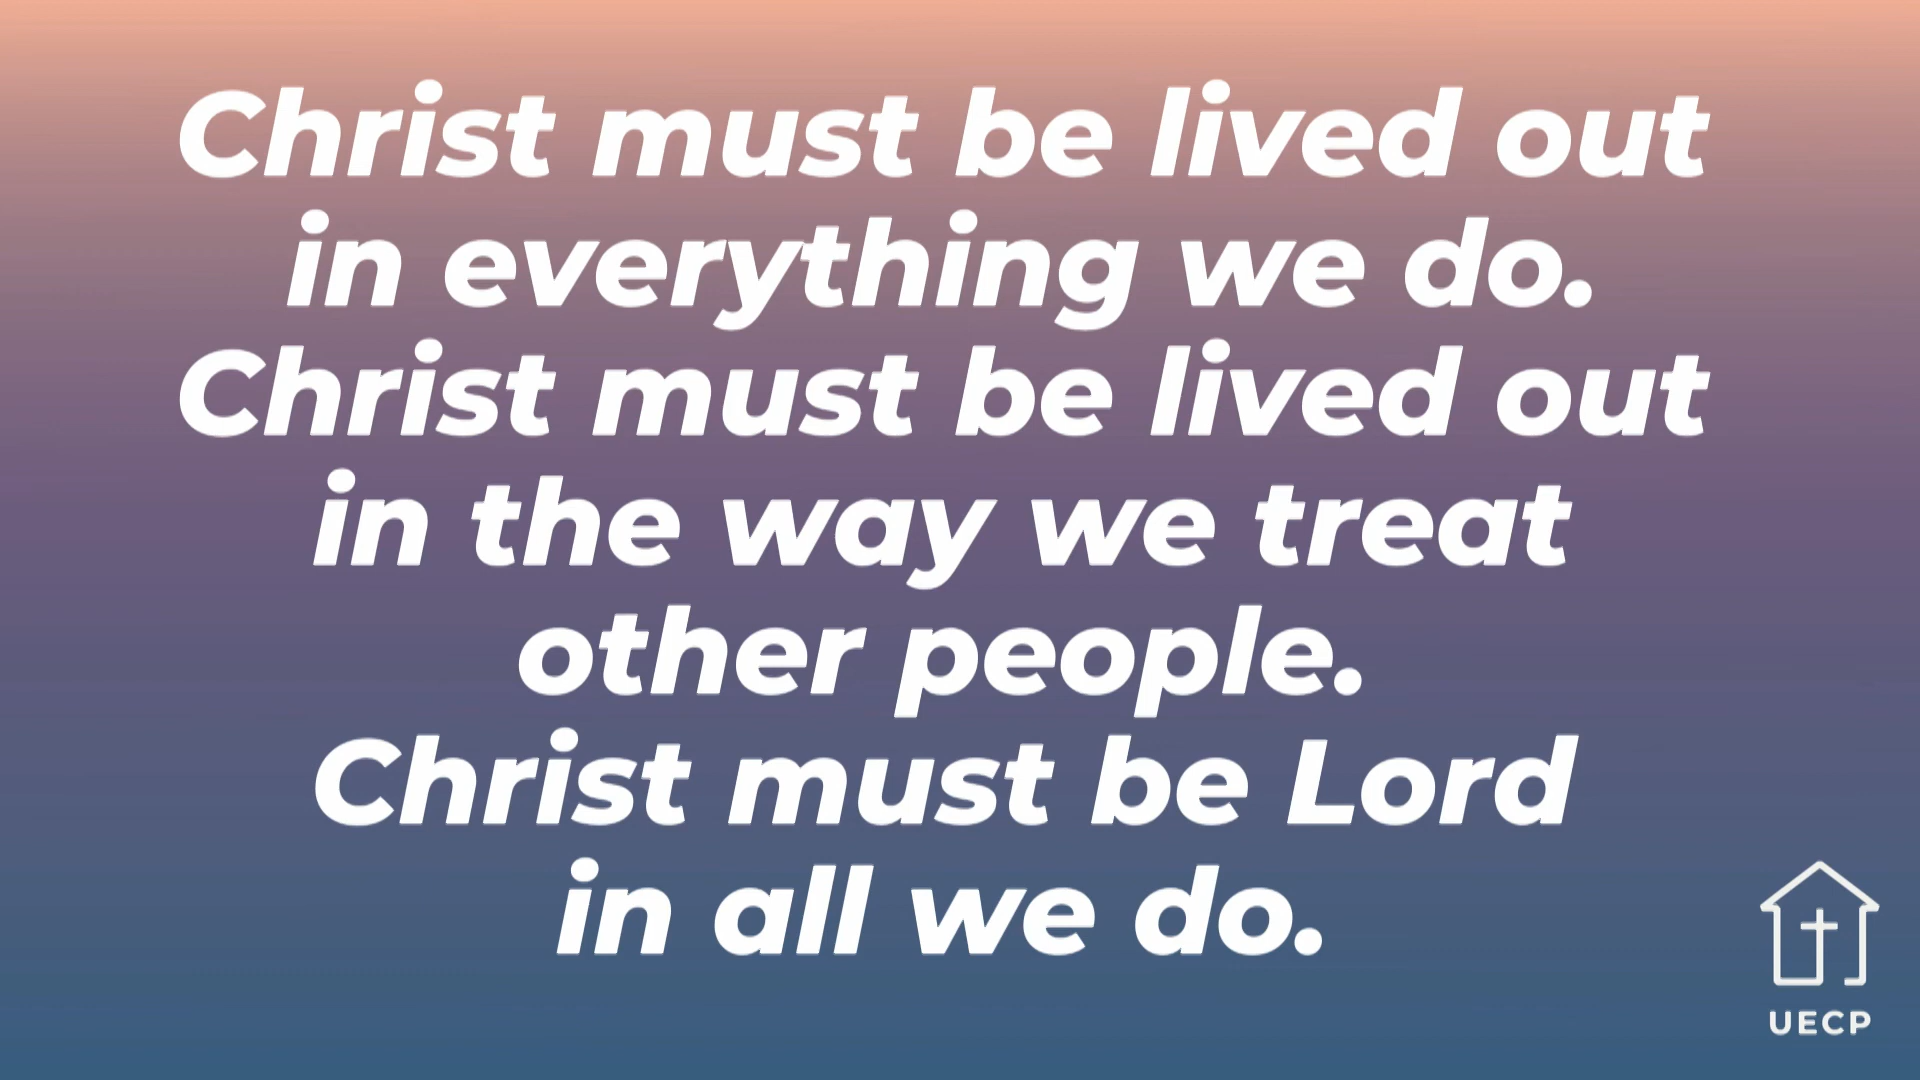 Christ must be lived out
in everything we do.
Christ must be lived out
in the way we treat
other people.
Christ must be Lord
in all we do.
UECP